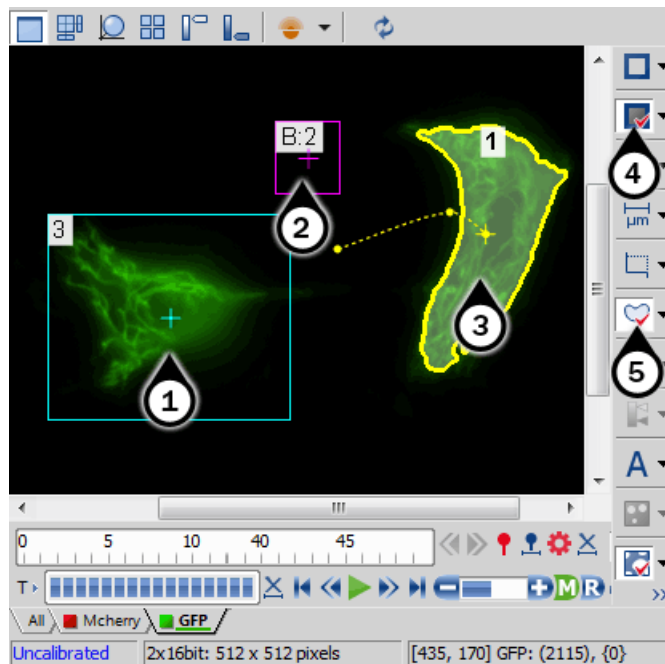 B:2
1
3
2
4
µm
3
1
5
A
0 5 10 40 45
T
M R
All Mcherry GFP
Uncalibrated 2x16bit: 512 x 512 pixels [435, 170] GFP: (2115), {0}